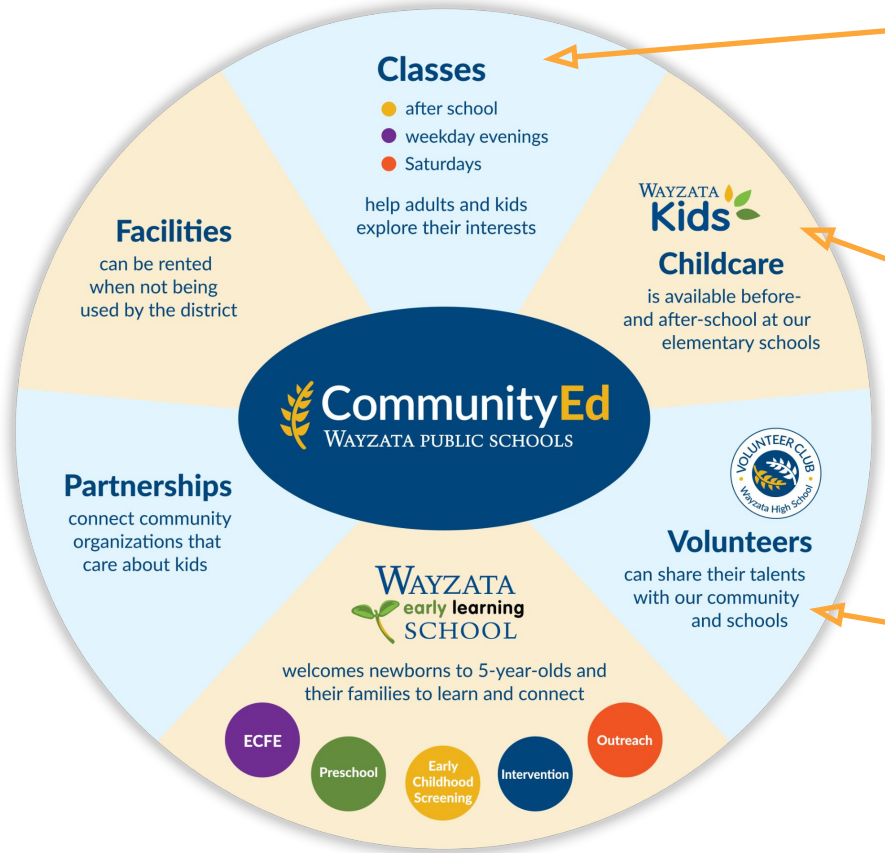 Classes
after school
weekday evenings
Saturdays
help adults and kids
explore their interests
WAYZATA
Kids
Childcare
is available before-
and after-school at our
elementary schools
VOLUNTEER CLUB
Wayzata High School
Volunteers
can share their talents
with our community
and schools
WAYZATA
early learning
SCHOOL
welcomes newborns to 5-year-olds and
their families to learn and connect
ECFE
Preschool
Early
Childhood
Screening
Intervention
Outreach
Partnerships
connect community
organizations that
care about kids
Facilities
can be rented
when not being
used by the district
CommunityEd
WAYZATA PUBLIC SCHOOLS